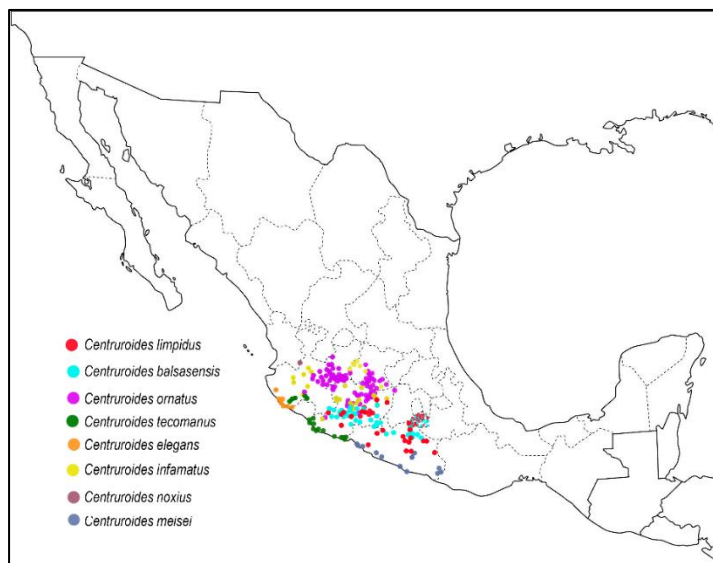 Centruroides limpidus
Centruroides balsasensis
Centruroides ornatus
Centruroides tecomanus
Centruroides elegans
Centruroides infamatus
Centruroides noxius
Centruroides meisei